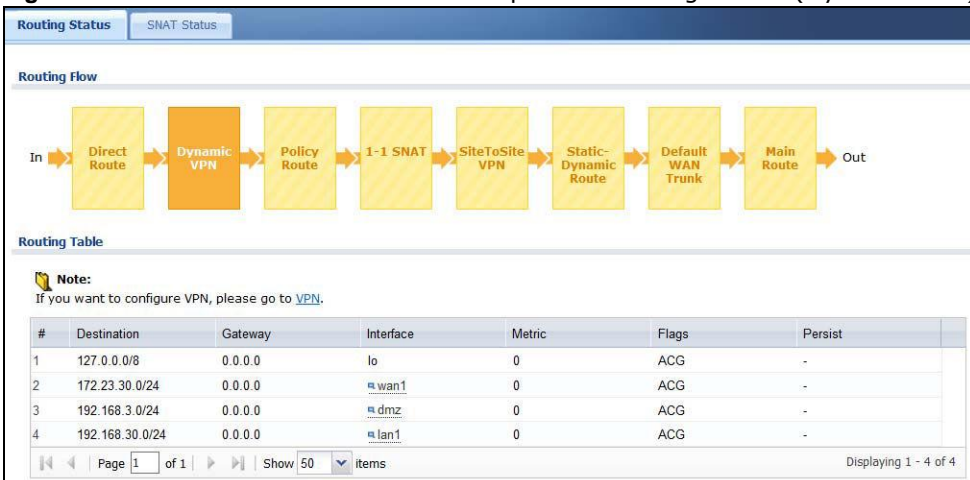 Routing Status SNAT Status
Routing Flow
In Direct Route Dynamic VPN Policy Route 1-1 SNAT SiteToSite VPN Static-Dynamic Route Default WAN Trunk Main Route Out
Routing Table
Note:
If you want to configure VPN, please go to VPN.
# Destination Gateway Interface Metric Flags Persist
1 127.0.0.0/8 0.0.0.0 lo 0 ACG -
2 172.23.30.0/24 0.0.0.0 wan1 0 ACG -
3 192.168.3.0/24 0.0.0.0 dmz 0 ACG -
4 192.168.30.0/24 0.0.0.0 lan1 0 ACG -
Page 1 of 1 Show 50 items Displaying 1 - 4 of 4